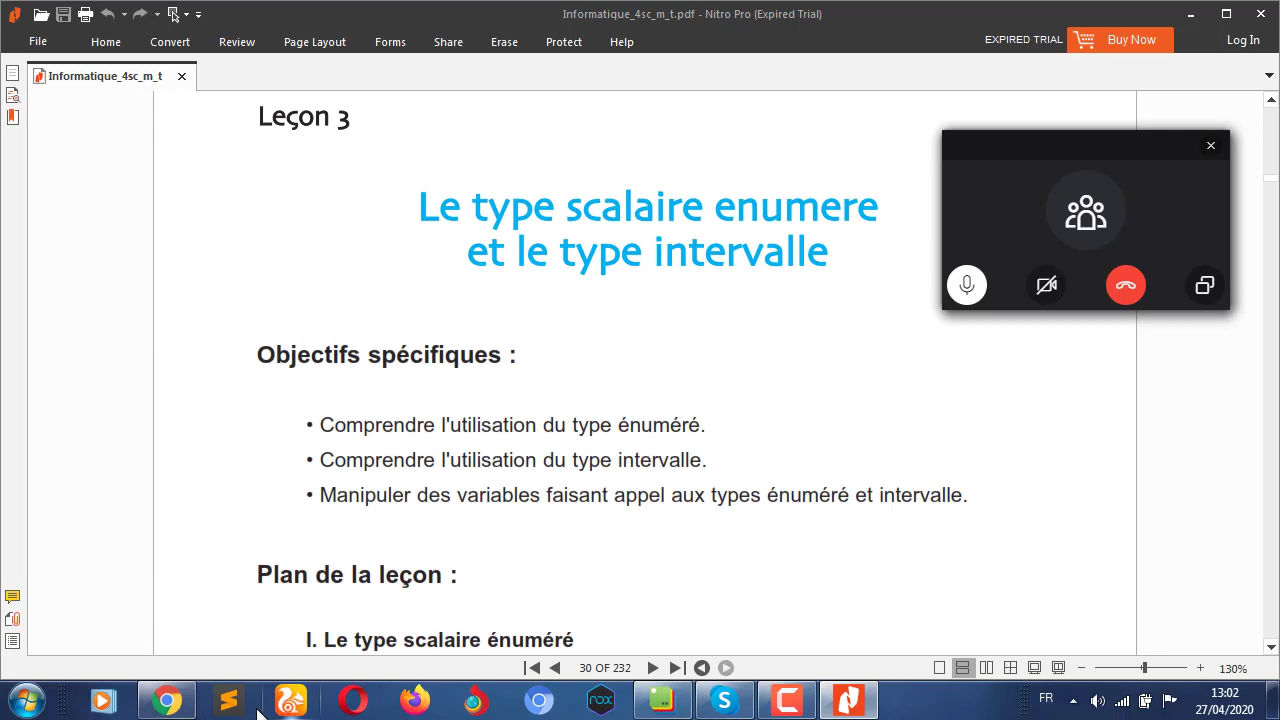 Informatique_4sc_m_t.pdf - Nitro Pro (Expired Trial)
File Home Convert Review Page Layout Forms Share Erase Protect Help EXPIRED TRIAL Buy Now Log In
Informatique_4sc_m_t
Leçon 3
Le type scalaire enumere
et le type intervalle
Objectifs spécifiques :
• Comprendre l'utilisation du type énuméré.
• Comprendre l'utilisation du type intervalle.
• Manipuler des variables faisant appel aux types énuméré et intervalle.
Plan de la leçon :
I. Le type scalaire énuméré
30 OF 232 130%
nox
FR 13:02
27/04/2020